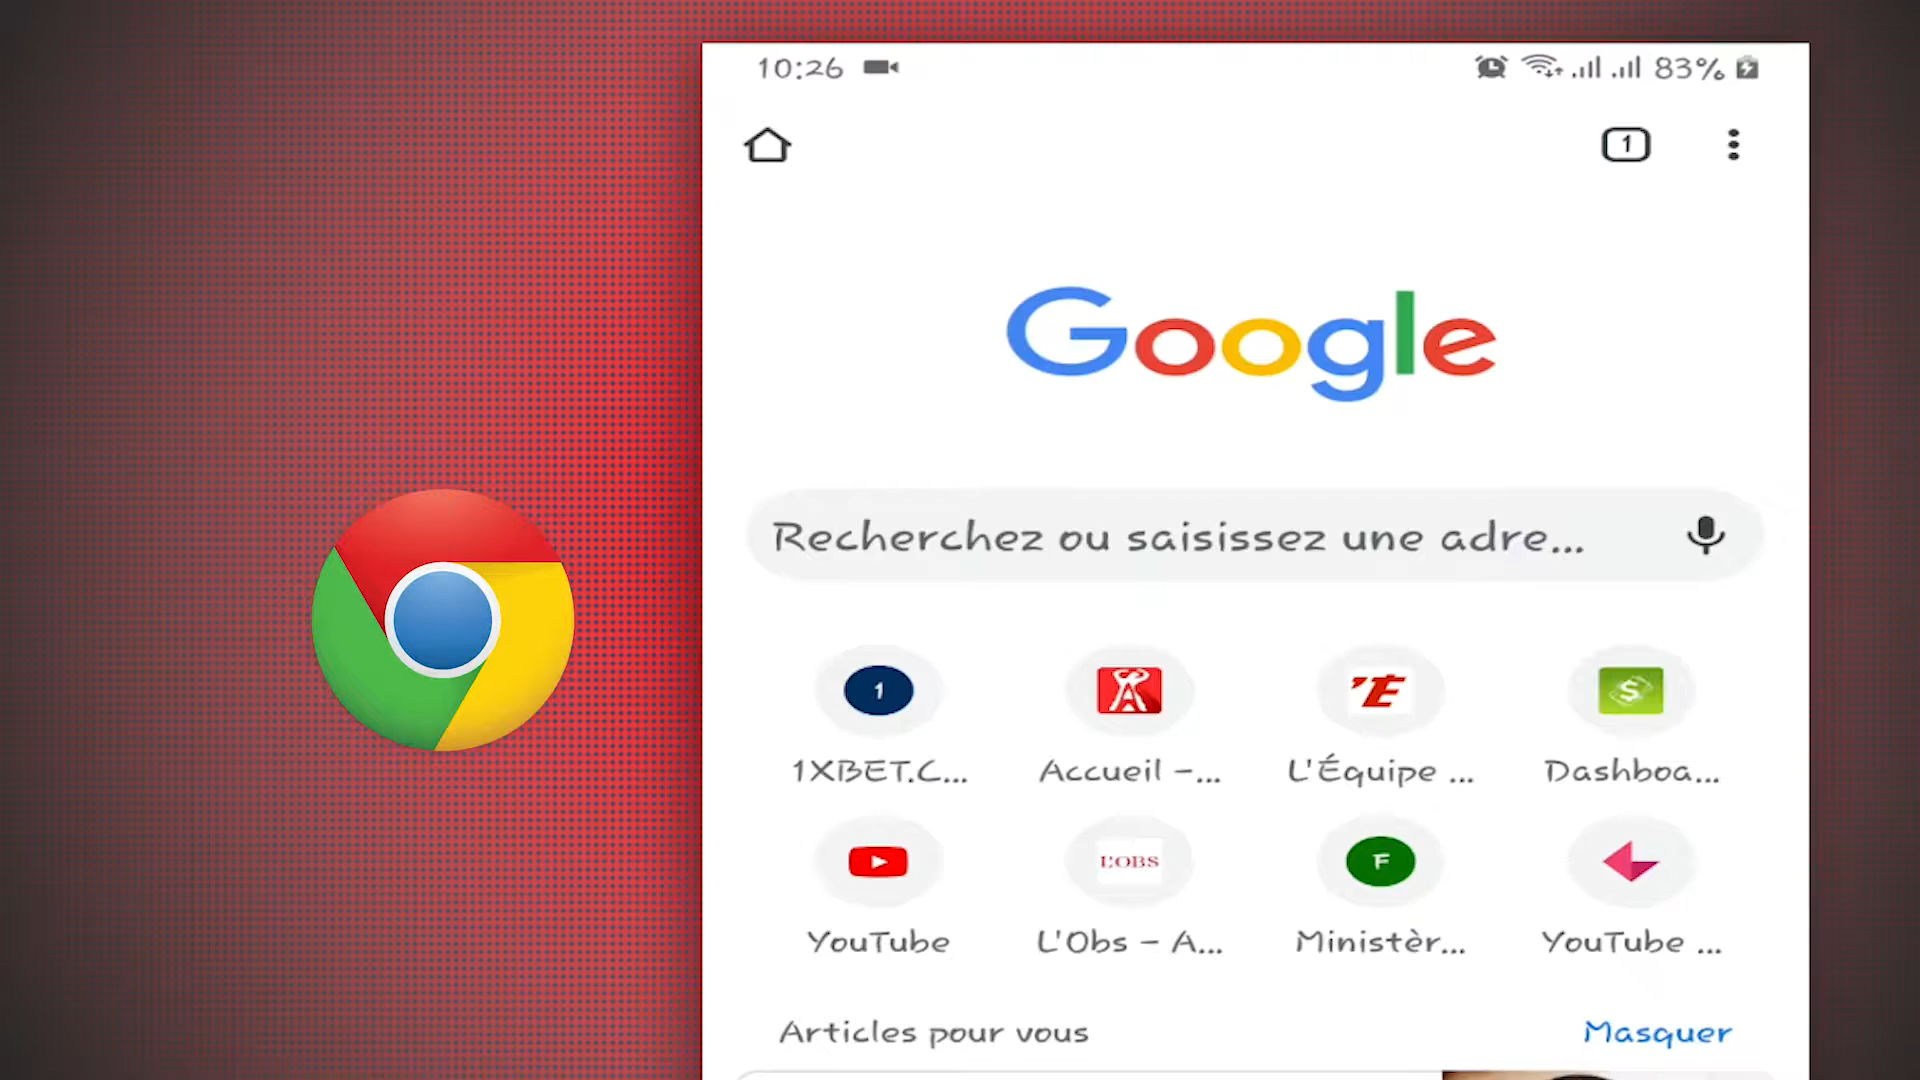 10:26 83%
1
Google
Recherchez ou saisissez une adre...
1 A 'É $
1XBET.C... Accueil –... L'Équipe ... Dashboa...
L'OBS F
YouTube L'Obs – A... Ministèr... YouTube ...
Articles pour vous Masquer